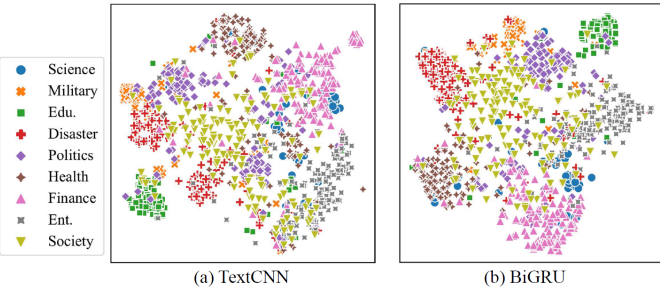 Science
Military
Edu.
Disaster
Politics
Health
Finance
Ent.
Society
(a) TextCNN
(b) BiGRU